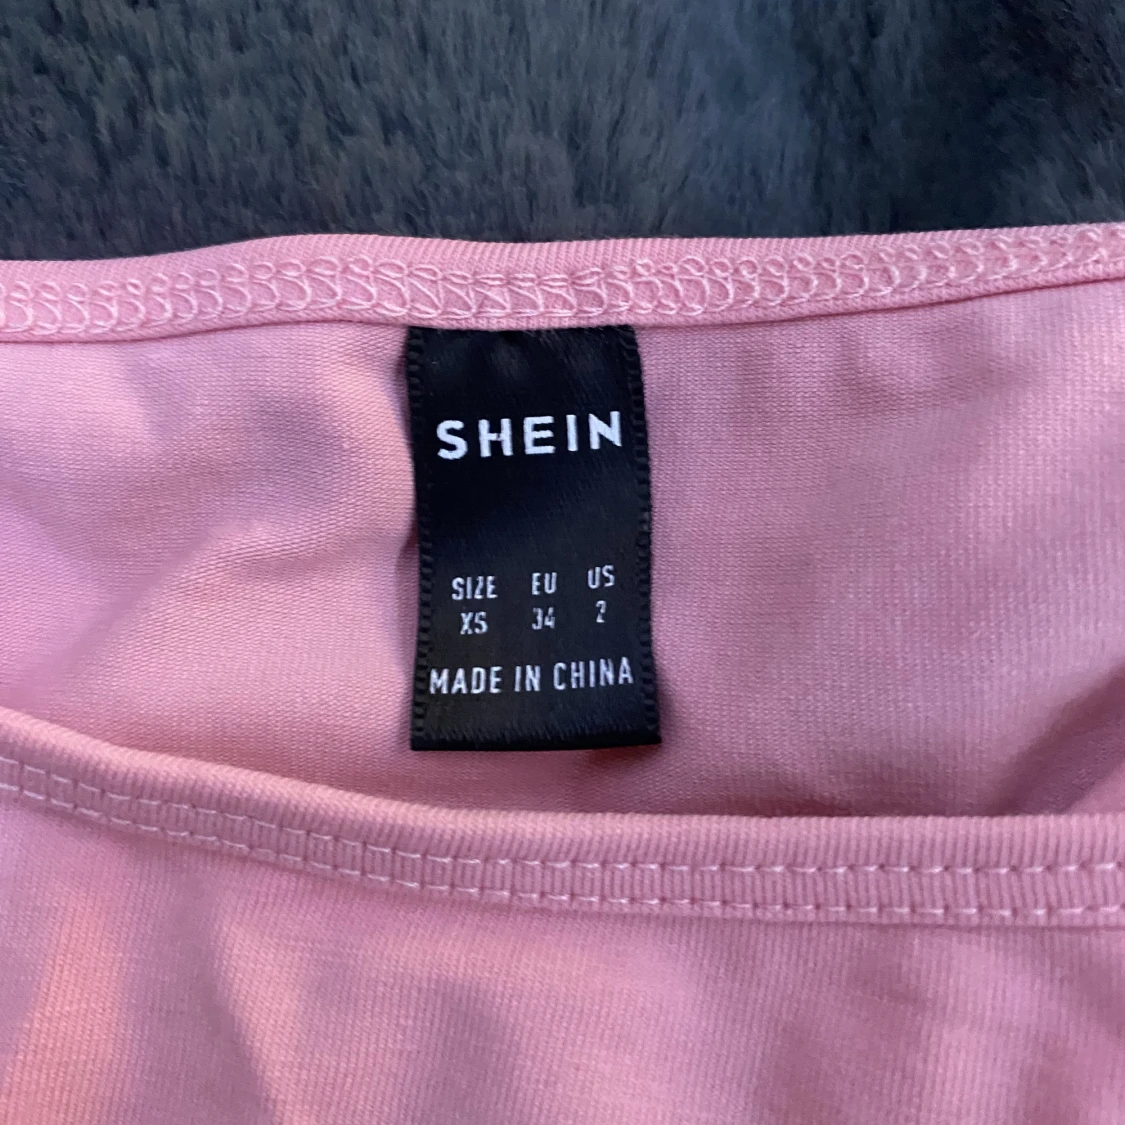 SHEIN
SIZE EU US
XS 34 2
MADE IN CHINA